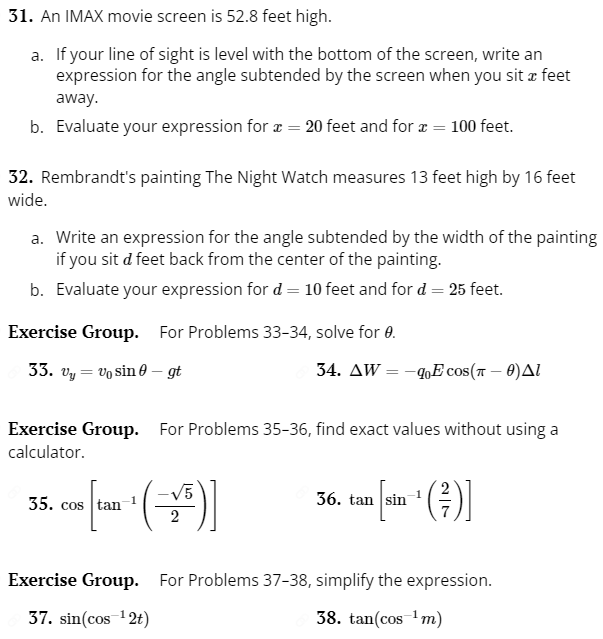 31. An IMAX movie screen is 52.8 feet high.
a. If your line of sight is level with the bottom of the screen, write an
expression for the angle subtended by the screen when you sit x feet
away.
b. Evaluate your expression for x = 20 feet and for x = 100 feet.
32. Rembrandt's painting The Night Watch measures 13 feet high by 16 feet
wide.
a. Write an expression for the angle subtended by the width of the painting
if you sit d feet back from the center of the painting.
b. Evaluate your expression for d = 10 feet and for d = 25 feet.
Exercise Group. For Problems 33–34, solve for θ.
33. v_y = v_0 sin θ − gt 34. ΔW = −q_0E cos(π − θ)Δl
Exercise Group. For Problems 35–36, find exact values without using a
calculator.
35. cos [tan⁻¹ (−√5/2)] 36. tan [sin⁻¹ (2/7)]
Exercise Group. For Problems 37–38, simplify the expression.
37. sin(cos⁻¹ 2t) 38. tan(cos⁻¹ m)